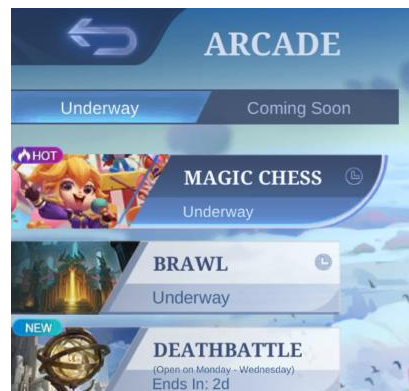 ARCADE
Underway
Coming Soon
HOT
MAGIC CHESS
Underway
BRAWL
Underway
NEW
DEATHBATTLE
(Open on Monday - Wednesday)
Ends In: 2d